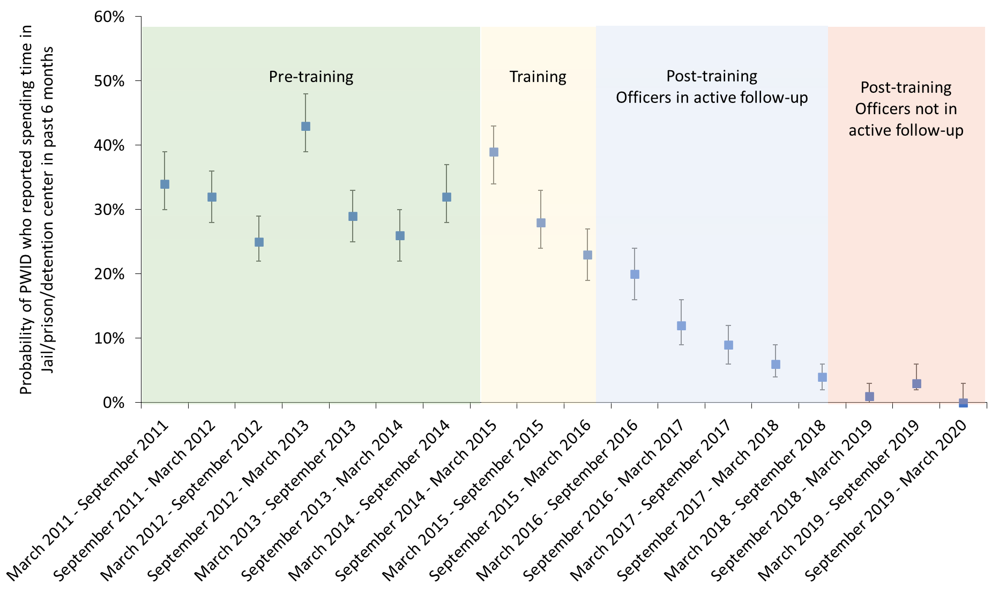 Probability of PWID who reported spending time in
Jail/prison/detention center in past 6 months
60%
50%
40%
30%
20%
10%
0%
Pre-training
Training
Post-training
Officers in active follow-up
Post-training
Officers not in
active follow-up
March 2011 - September 2011
September 2011 - March 2012
March 2012 - September 2012
September 2012 - March 2013
March 2013 - September 2013
September 2013 - March 2014
March 2014 - September 2014
September 2014 - March 2015
March 2015 - September 2015
September 2015 - March 2016
March 2016 - September 2016
September 2016 - March 2017
March 2017 - September 2017
September 2017 - March 2018
March 2018 - September 2018
September 2018 - March 2019
March 2019 - September 2019
September 2019 - March 2020